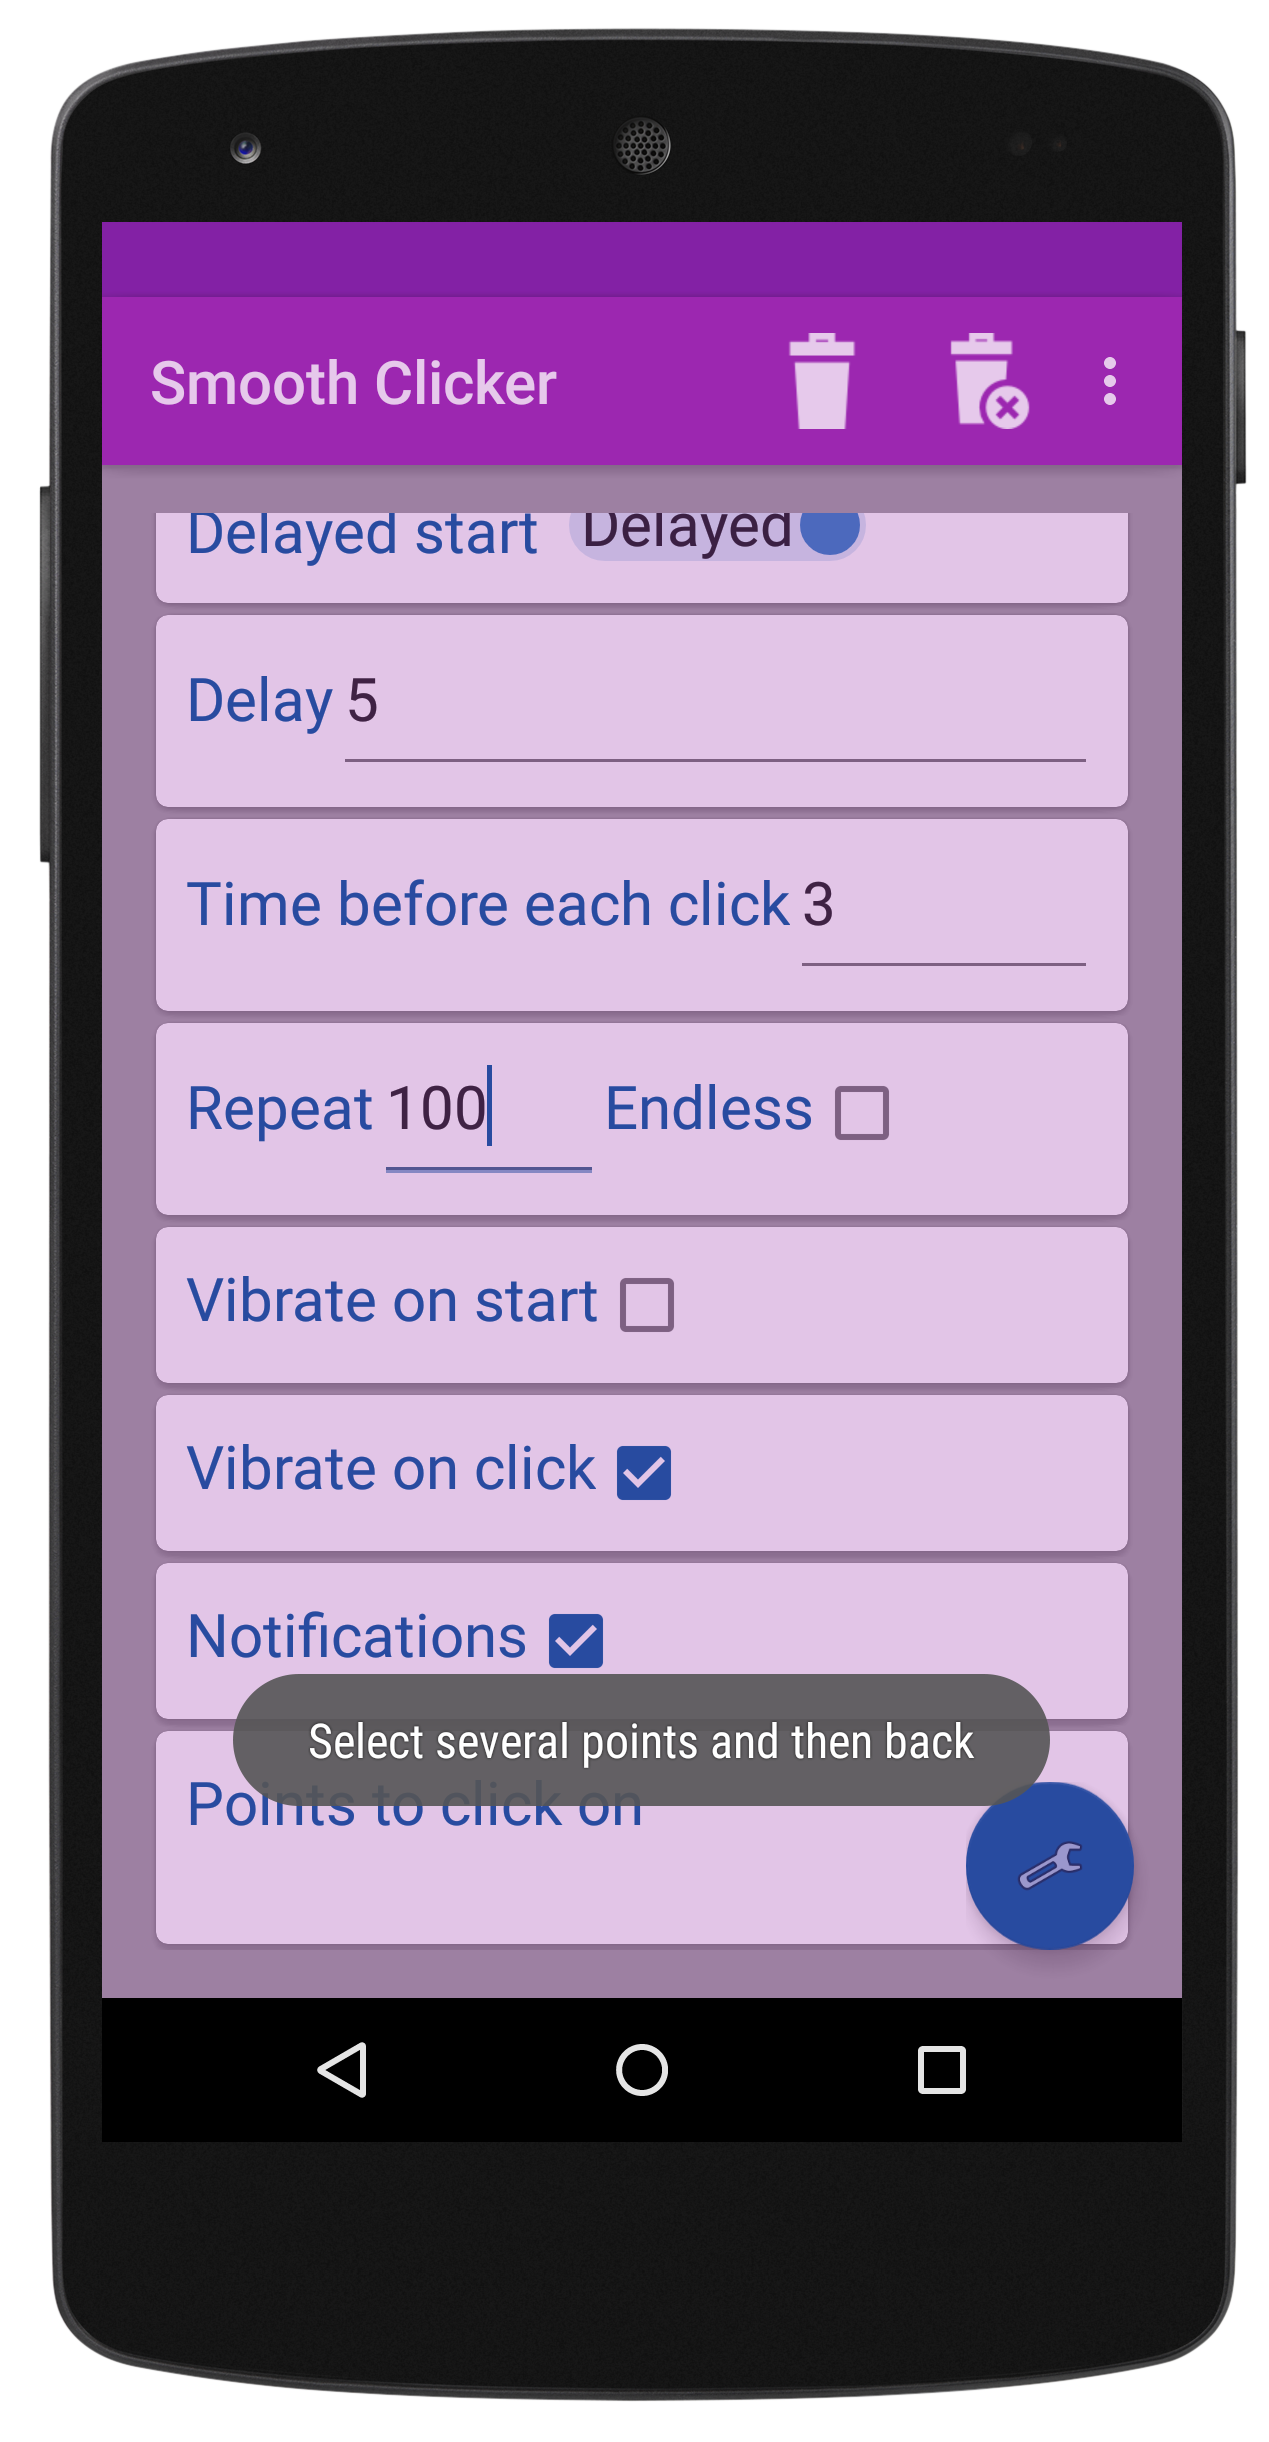 Smooth Clicker
Delayed start Delayed
Delay 5
Time before each click 3
Repeat 100 Endless
Vibrate on start
Vibrate on click
Notifications
Select several points and then back
Points to click on